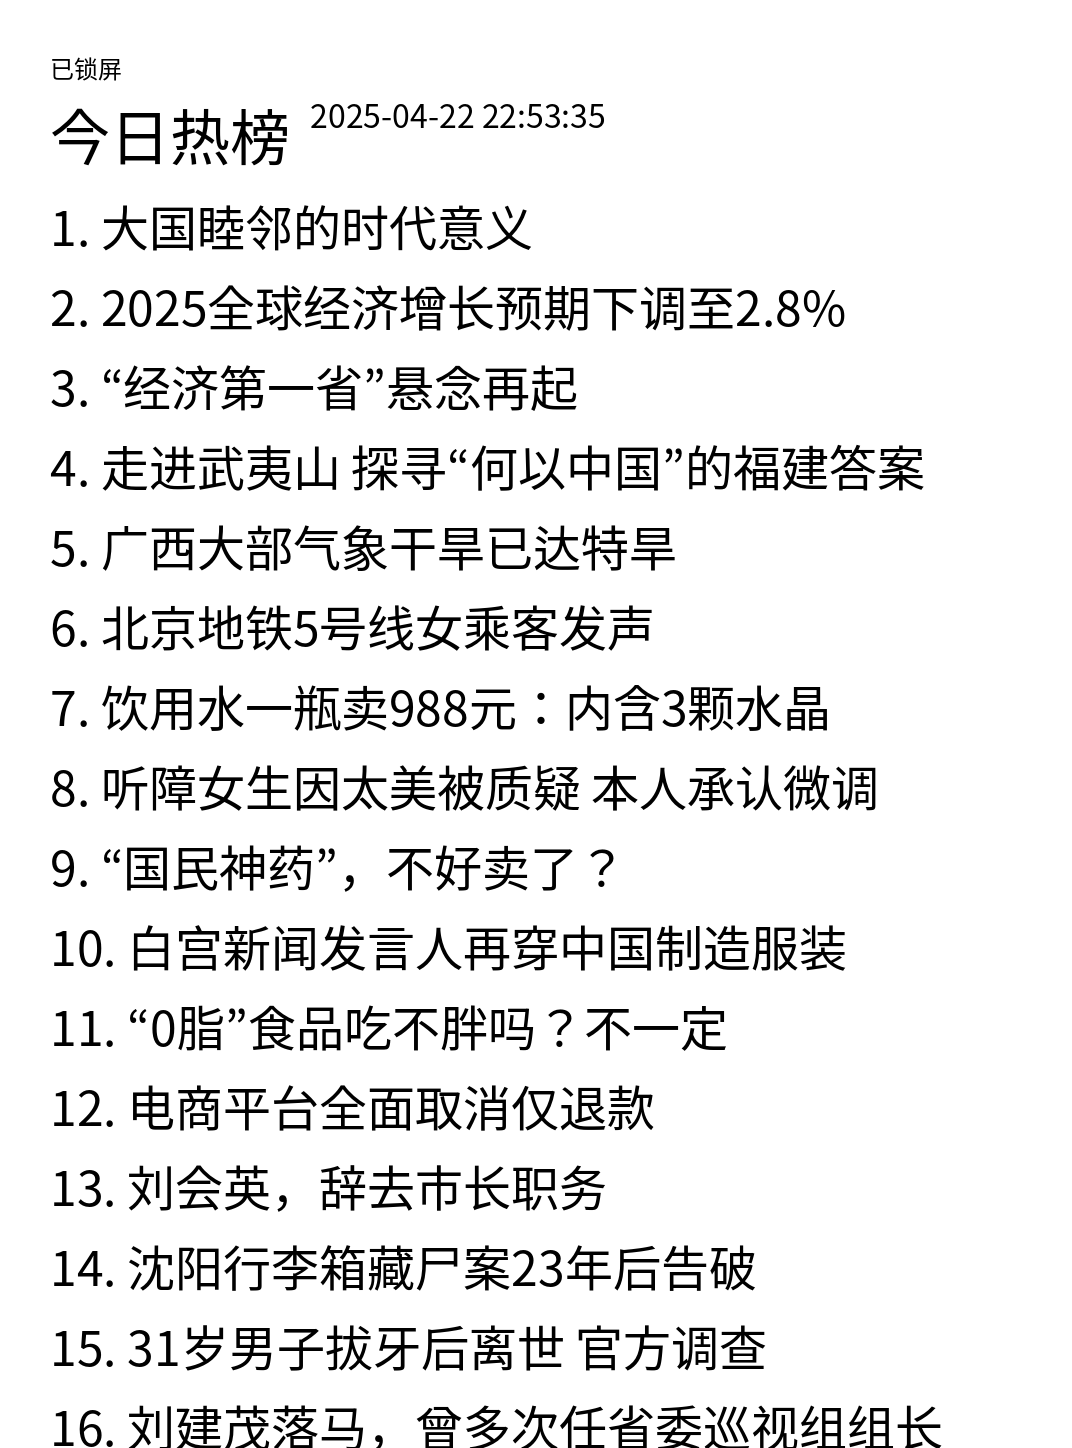 已锁屏
今日热榜 2025-04-22 22:53:35
1. 大国睦邻的时代意义
2. 2025全球经济增长预期下调至2.8%
3. “经济第一省”悬念再起
4. 走进武夷山 探寻“何以中国”的福建答案
5. 广西大部气象干旱已达特旱
6. 北京地铁5号线女乘客发声
7. 饮用水一瓶卖988元：内含3颗水晶
8. 听障女生因太美被质疑 本人承认微调
9. “国民神药”，不好卖了？
10. 白宫新闻发言人再穿中国制造服装
11. “0脂”食品吃不胖吗？不一定
12. 电商平台全面取消仅退款
13. 刘会英，辞去市长职务
14. 沈阳行李箱藏尸案23年后告破
15. 31岁男子拔牙后离世 官方调查
16. 刘建茂落马，曾多次任省委巡视组组长